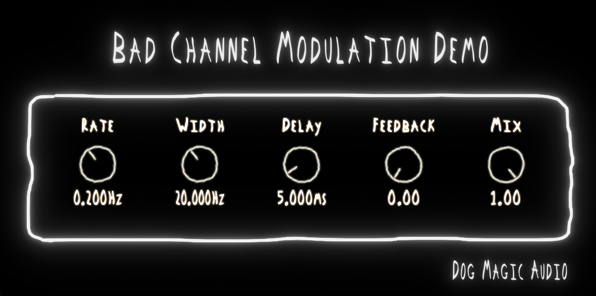 Bad Channel Modulation Demo
Rate Width Delay Feedback Mix
0.200Hz 20.000Hz 5.000ms 0.00 1.00
Dog Magic Audio